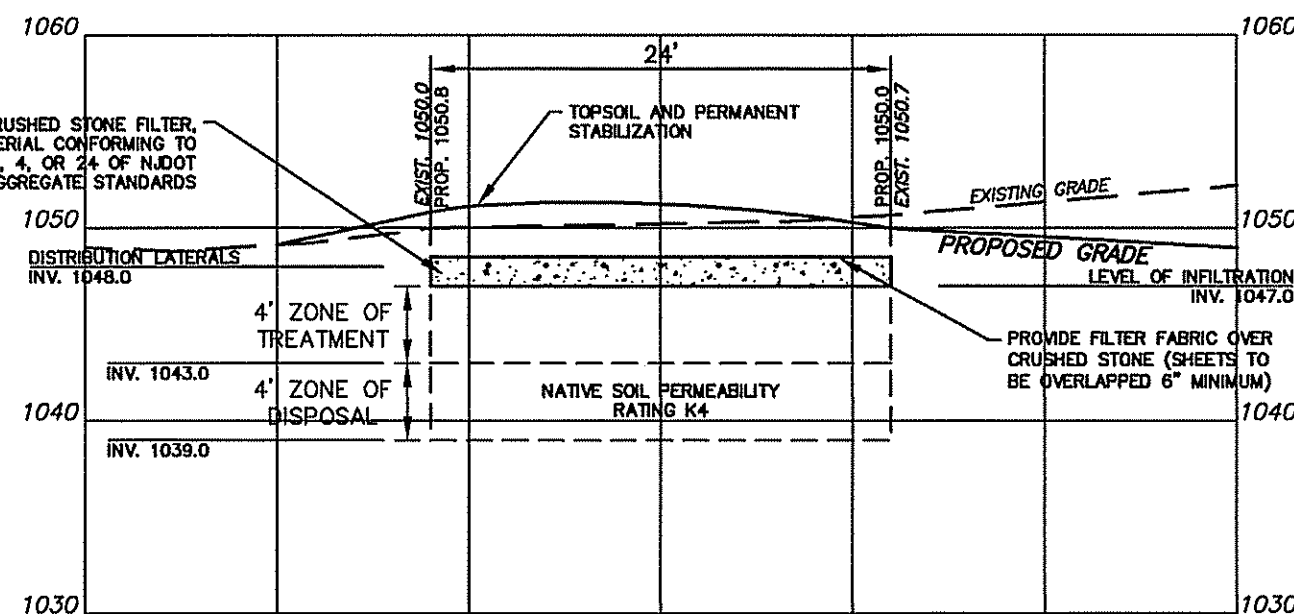 1060
1060
24'
EXIST. 1050.0
PROP. 1050.8
PROP. 1050.0
EXIST. 1050.7
RUSHED STONE FILTER,
ERIAL CONFORMING TO
, 4, OR 24 OF NJDOT
GGREGATE STANDARDS
TOPSOIL AND PERMANENT
STABILIZATION
EXISTING GRADE
1050
1050
PROPOSED GRADE
DISTRIBUTION LATERALS
INV. 1048.0
LEVEL OF INFILTRATION
INV. 1047.0
4' ZONE OF
TREATMENT
PROVIDE FILTER FABRIC OVER
CRUSHED STONE (SHEETS TO
BE OVERLAPPED 6" MINIMUM)
INV. 1043.0
4' ZONE OF
DISPOSAL
NATIVE SOIL PERMEABILITY
RATING K4
1040
1040
INV. 1039.0
1030
1030